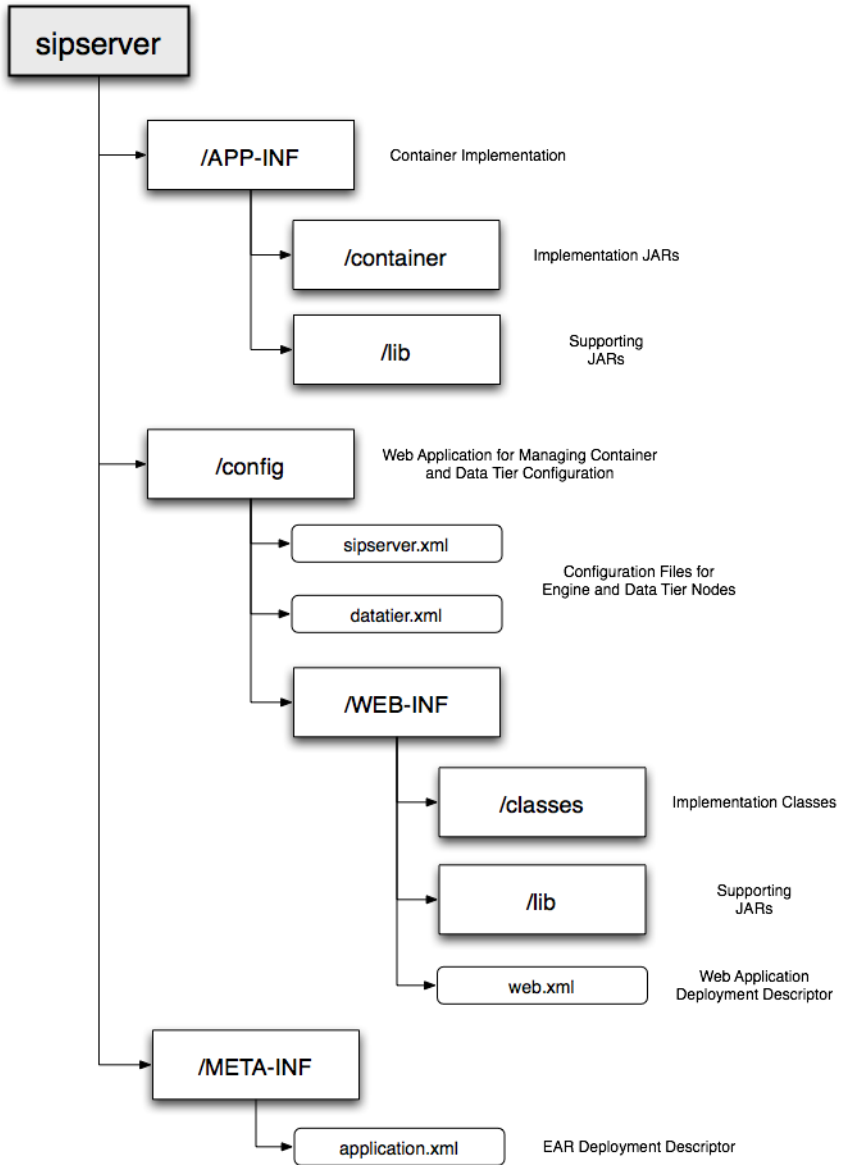 sipserver
/APP-INF
Container Implementation
/container
Implementation JARs
/lib
Supporting
JARs
/config
Web Application for Managing Container
and Data Tier Configuration
sipserver.xml
Configuration Files for
Engine and Data Tier Nodes
datatier.xml
/WEB-INF
/classes
Implementation Classes
/lib
Supporting
JARs
web.xml
Web Application
Deployment Descriptor
/META-INF
application.xml
EAR Deployment Descriptor